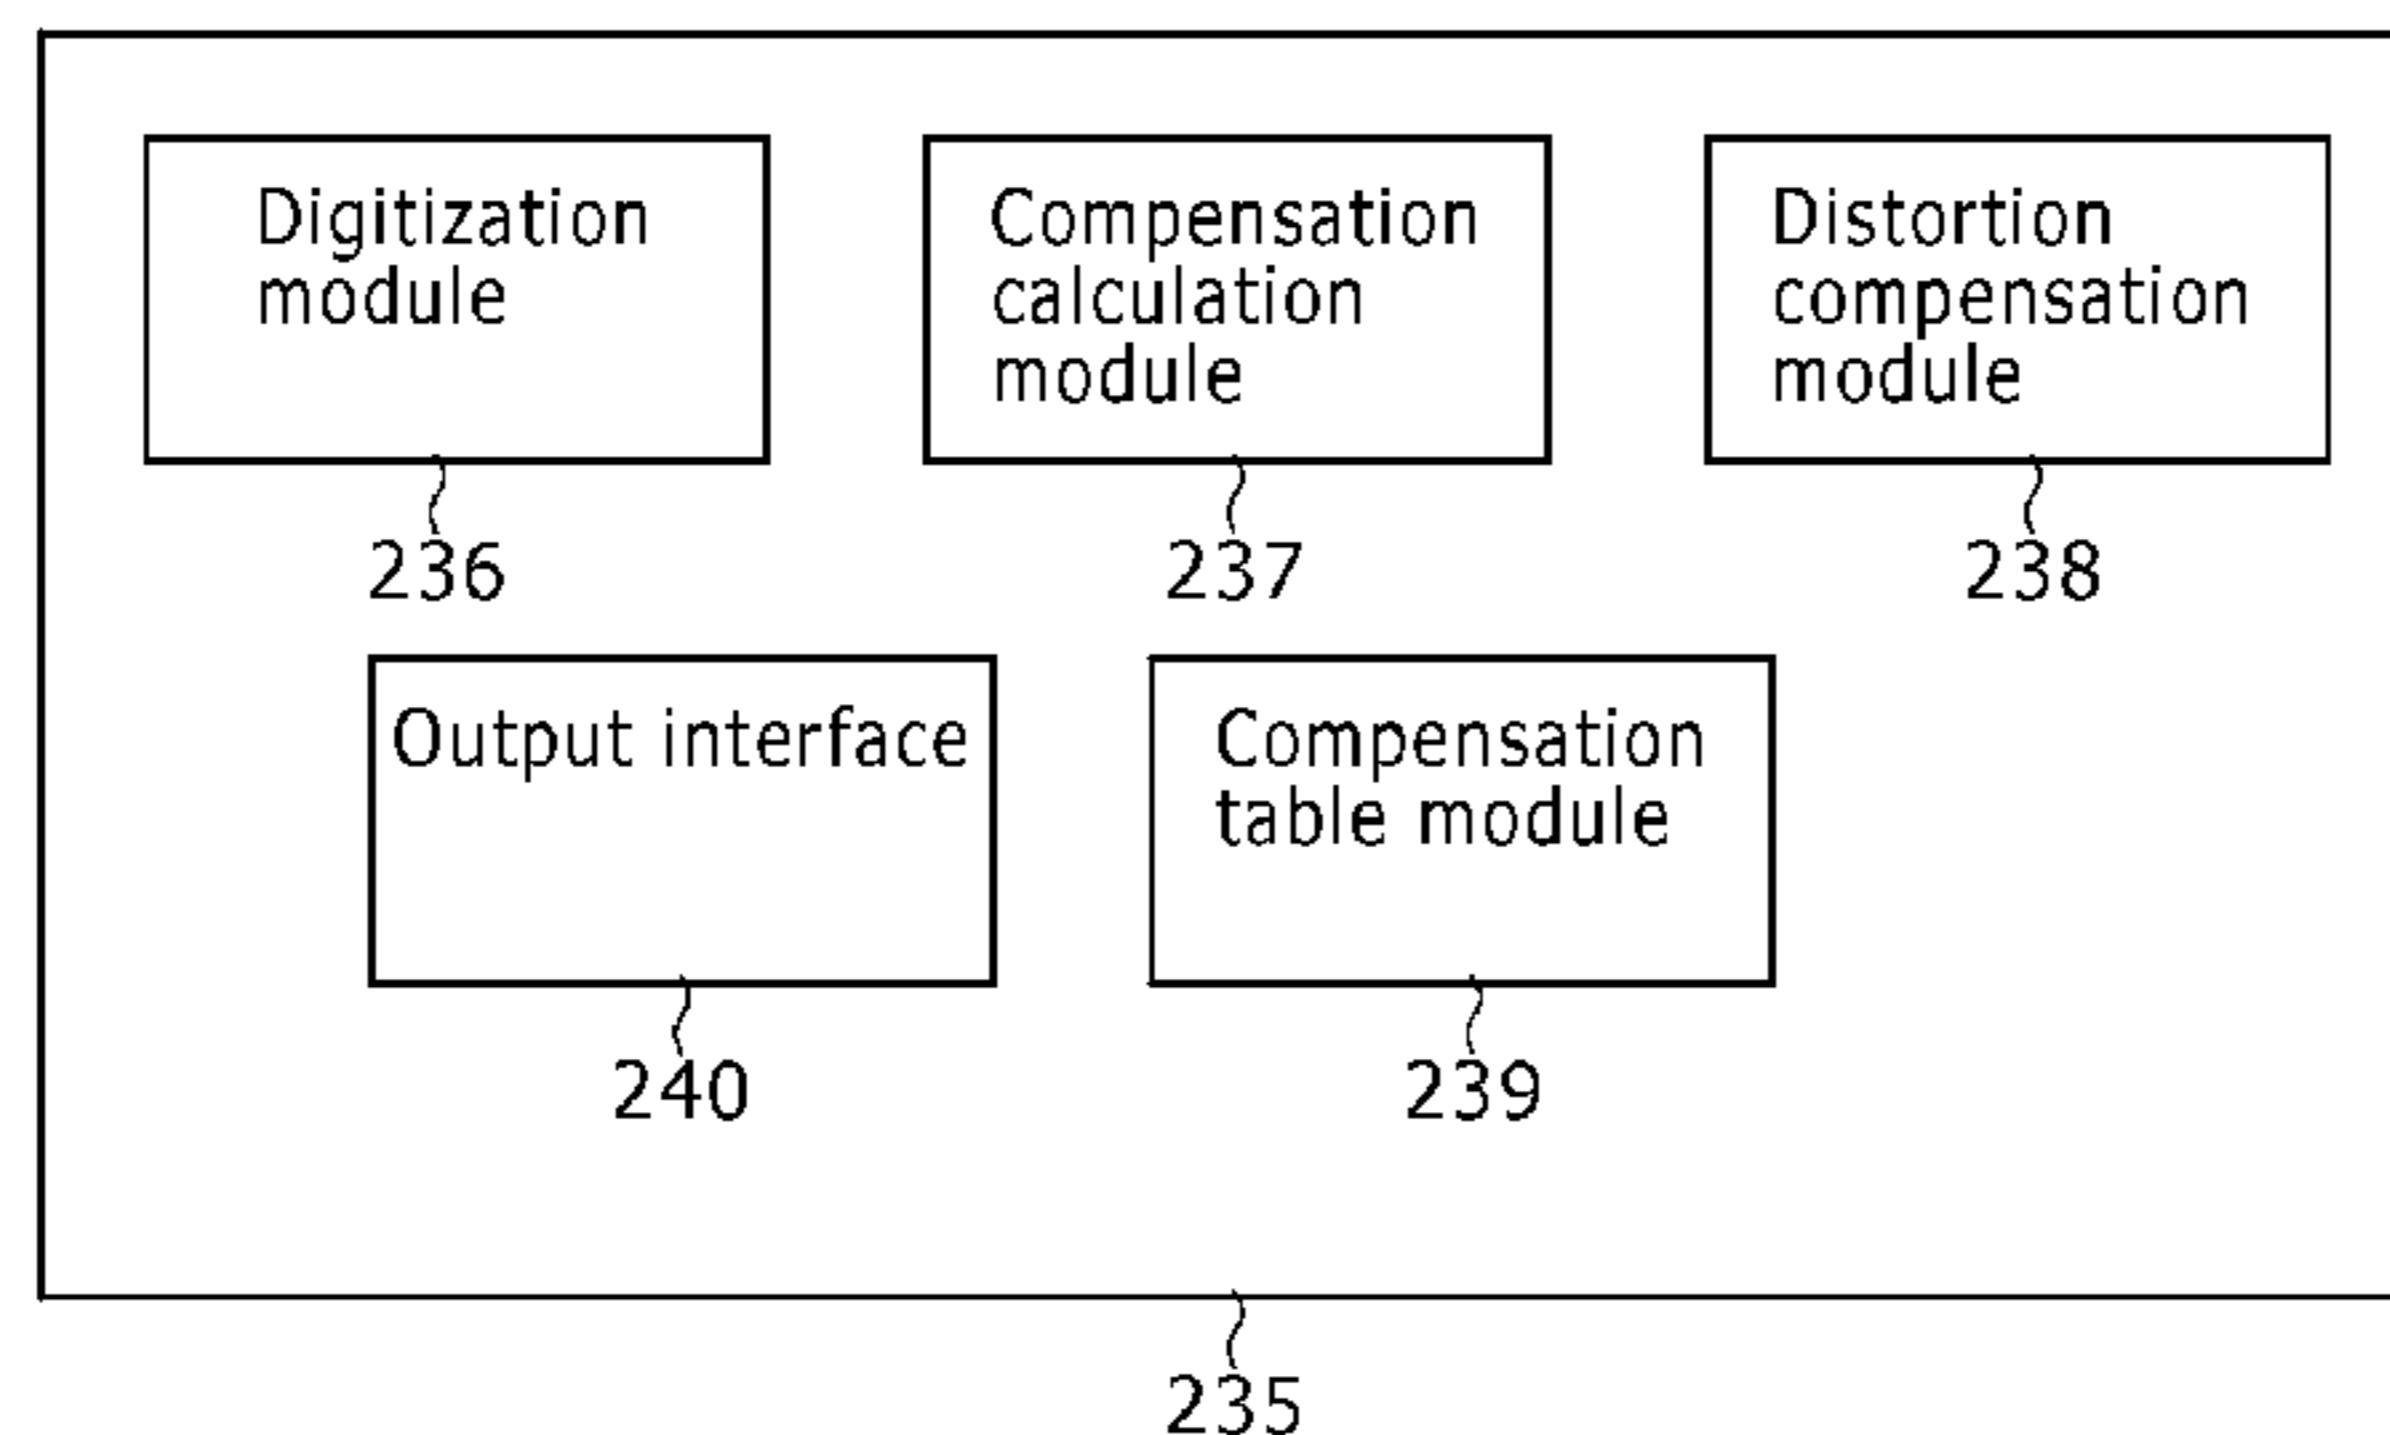 Digitization
module
236
Compensation
calculation
module
237
Distortion
compensation
module
238
Output interface
240
Compensation
table module
239
235